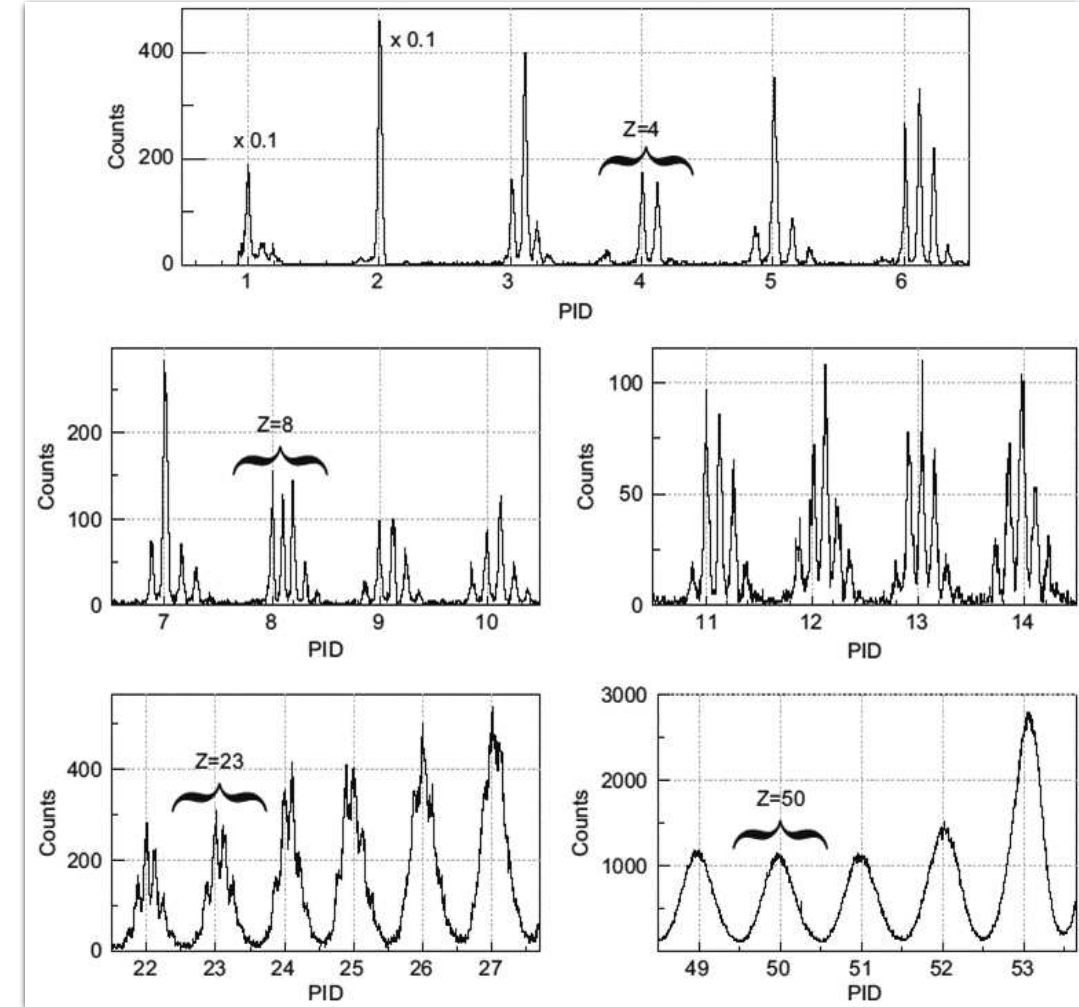 400
200
0
Counts
x 0.1
x 0.1
Z=4
1 2 3 4 5 6
PID
200
100
0
Counts
Z=8
7 8 9 10
PID
100
50
0
Counts
11 12 13 14
PID
400
200
0
Counts
Z=23
22 23 24 25 26 27
PID
3000
2000
1000
Counts
Z=50
49 50 51 52 53
PID